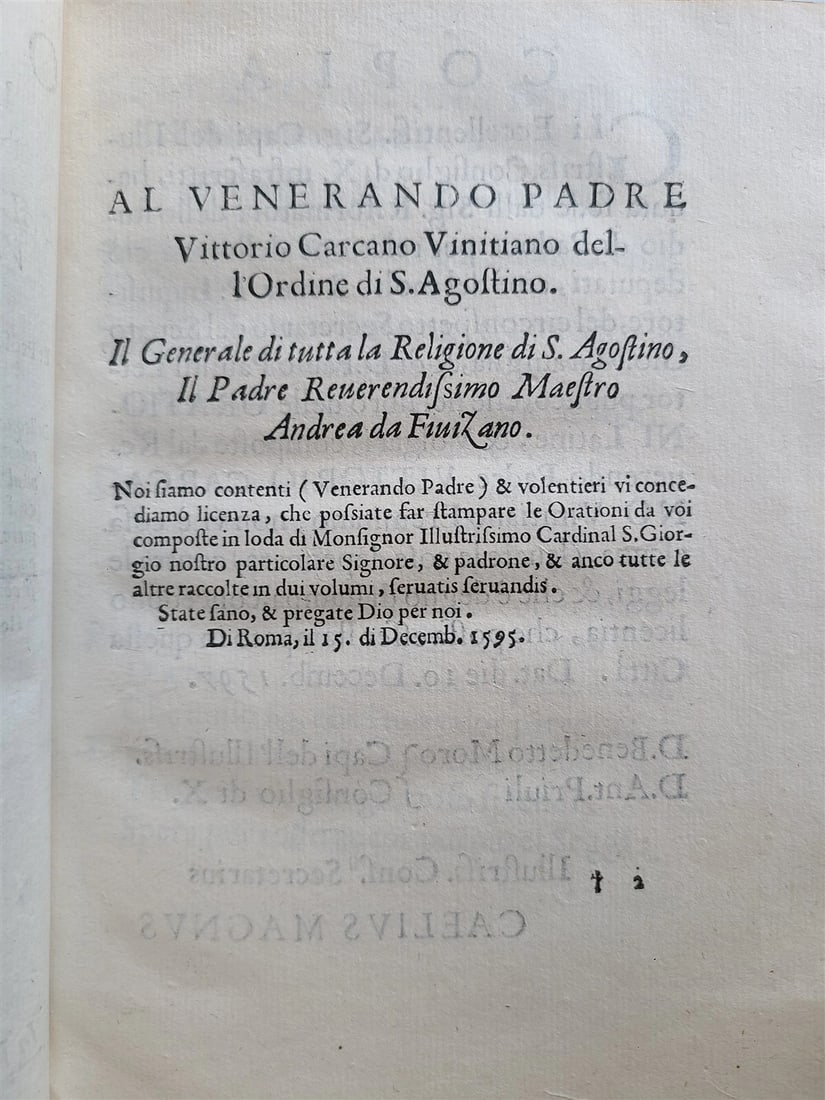 AL VENERANDO PADRE
Vittorio Carcano Vinitiano del-
l'Ordine di S. Agoſtino.
Il Generale di tutta la Religione di S. Agoſtino,
Il Padre Reuerendiſsimo Maeſtro
Andrea da Fiuizano.
Noi ſiamo contenti ( Venerando Padre ) & volentieri vi conce-
diamo licenza, che poſsiate far ſtampare le Orationi da voi
compoſte in loda di Monſignor Illuſtriſsimo Cardinal S. Gior-
gio noſtro particolare Signore, & padrone, & anco tutte le
altre raccolte in dui volumi, ſeruatis ſeruandis.
State ſano, & pregate Dio per noi.
Di Roma, il 15. di Decemb. 1595.
† 2